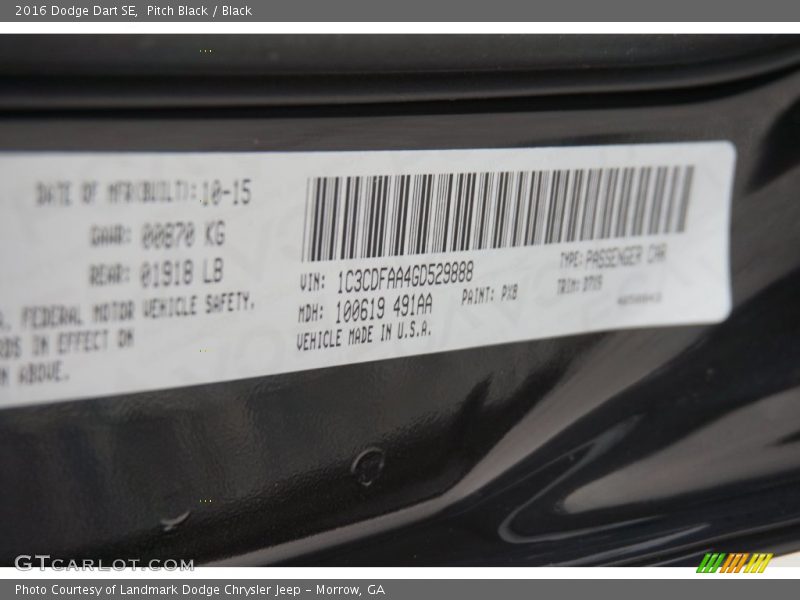 2016 Dodge Dart SE, Pitch Black / Black
DATE OF MFR(BUILT): 10-15
GAWR: 00870 KG
REAR: 01918 LB
FEDERAL MOTOR VEHICLE SAFETY.
IN EFFECT ON
ABOVE.
VIN: 1C3CDFAA4GD529888
TYPE: PASSENGER CAR
MDH: 100619 491AA
PAINT: PXB
TRIM:
VEHICLE MADE IN U.S.A.
GTCARLOT.COM
Photo Courtesy of Landmark Dodge Chrysler Jeep – Morrow, GA